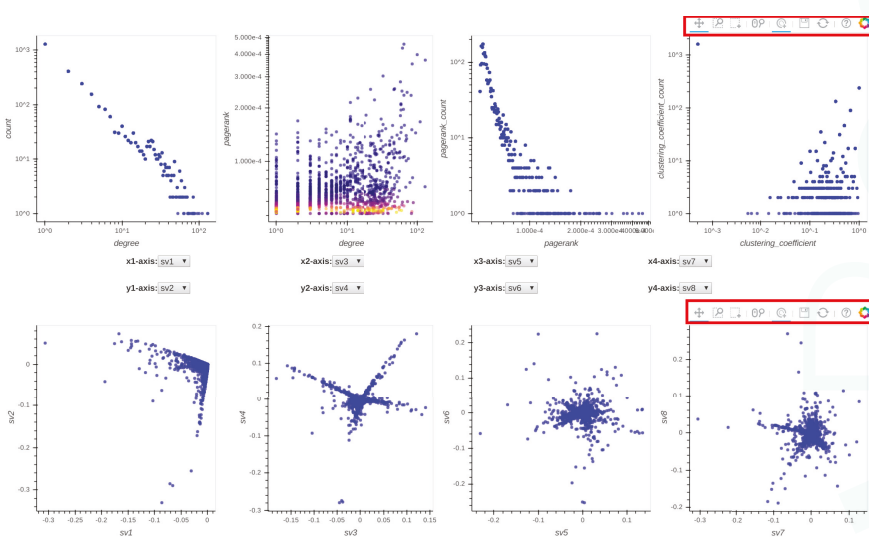 5.000e-4
4.000e-4
3.000e-4
2.000e-4
1.000e-4
10^3
10^2
10^1
10^0
10^2
10^1
10^0
10^3
10^2
10^1
10^0
count
pagerank
pagerank_count
clustering_coefficient_count
10^0 10^1 10^2
10^0 10^1 10^2
1.000e-4 2.000e-4 3.000e-4
10^-3 10^-2 10^-1 10^0
degree
degree
pagerank
clustering_coefficient
x1-axis: sv1
x2-axis: sv3
x3-axis: sv5
x4-axis: sv7
y1-axis: sv2
y2-axis: sv4
y3-axis: sv6
y4-axis: sv8
0
-0.1
-0.2
-0.3
sv2
-0.3 -0.2 -0.15 -0.1 -0.05 0
sv1
0.2
0.1
0
-0.1
-0.2
-0.3
sv4
-0.15 -0.1 -0.05 0 0.05 0.1 0.15
sv3
0.2
0.1
0
-0.1
-0.2
sv6
-0.2 -0.1 0 0.1
sv5
0.2
0.1
0
-0.1
-0.2
sv8
-0.3 -0.2 -0.1 0 0.1
sv7